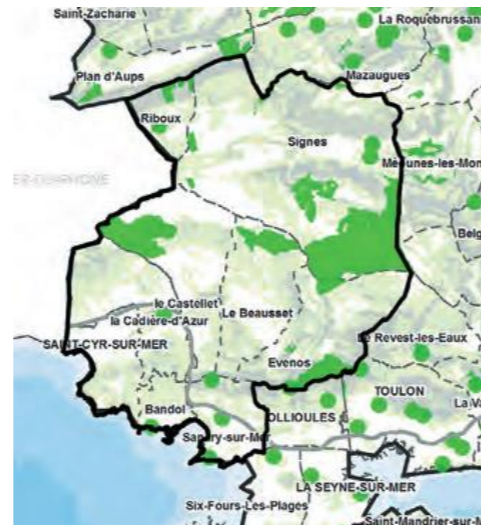 Saint-Zacharie
La Roquebrussan
Plan d'Aups
Mazaugues
Riboux
Signes
Méounes-les-Mon
Belg
le Castellet
la Cadière-d'Azur
Le Beausset
SAINT-CYR-SUR-MER
Le Revest-les-Eaux
Evenos
TOULON
La Va
Bandol
OLLIOULES
Sanary-sur-Mer
LA SEYNE-SUR-MER
Six-Fours-Les-Plages
Saint-Mandrier-sur-M